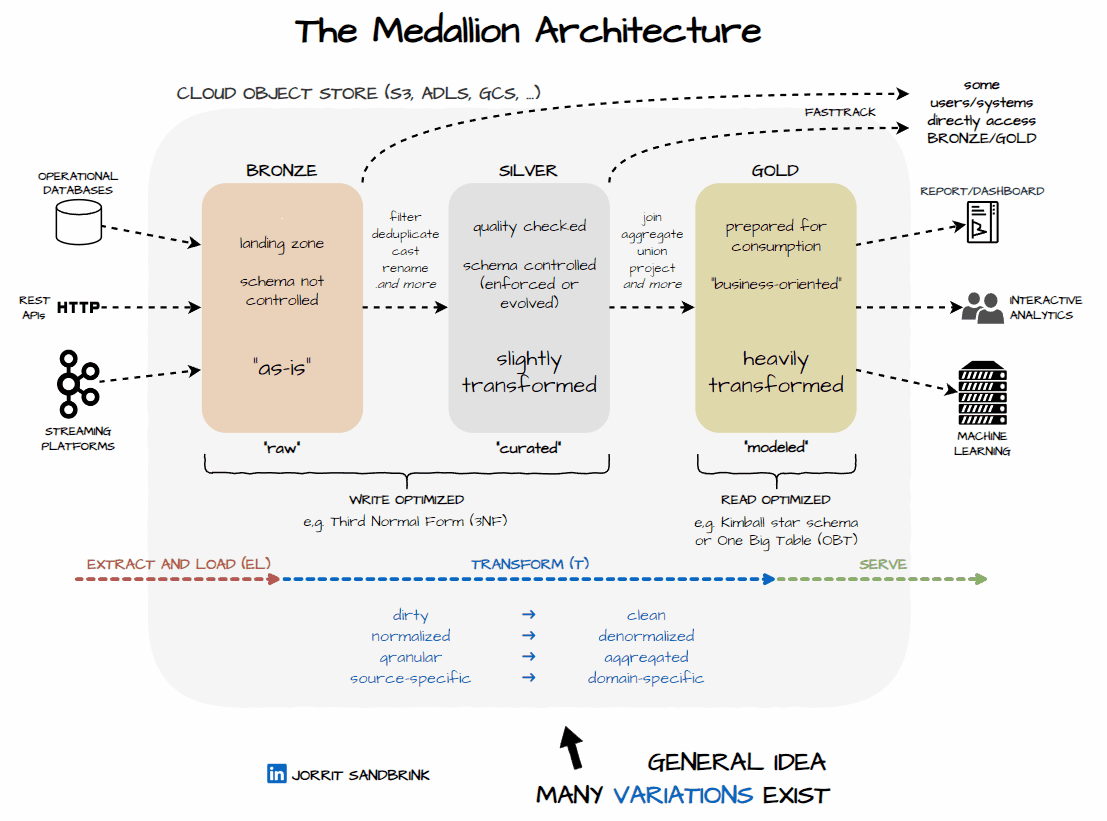 The Medallion Architecture
CLOUD OBJECT STORE (S3, ADLS, GCS, ...)
some
users/systems
directly access
BRONZE/GOLD
FASTTRACK
OPERATIONAL
DATABASES
REST
APIs
HTTP
STREAMING
PLATFORMS
BRONZE
landing zone
schema not
controlled
"as-is"
"raw"
filter
deduplicate
cast
rename
.and more
SILVER
quality checked
schema controlled
(enforced or
evolved)
slightly
transformed
"curated"
join
aggregate
union
project
and more
GOLD
prepared for
consumption
"business-oriented"
heavily
transformed
"modeled"
REPORT/DASHBOARD
INTERACTIVE
ANALYTICS
MACHINE
LEARNING
WRITE OPTIMIZED
e.g. Third Normal Form (3NF)
READ OPTIMIZED
e.g. Kimball star schema
or One Big Table (OBT)
EXTRACT AND LOAD (EL)
TRANSFORM (T)
SERVE
dirty → clean
normalized → denormalized
granular → aggregated
source-specific → domain-specific
in JORRIT SANDBRINK
GENERAL IDEA
MANY VARIATIONS EXIST